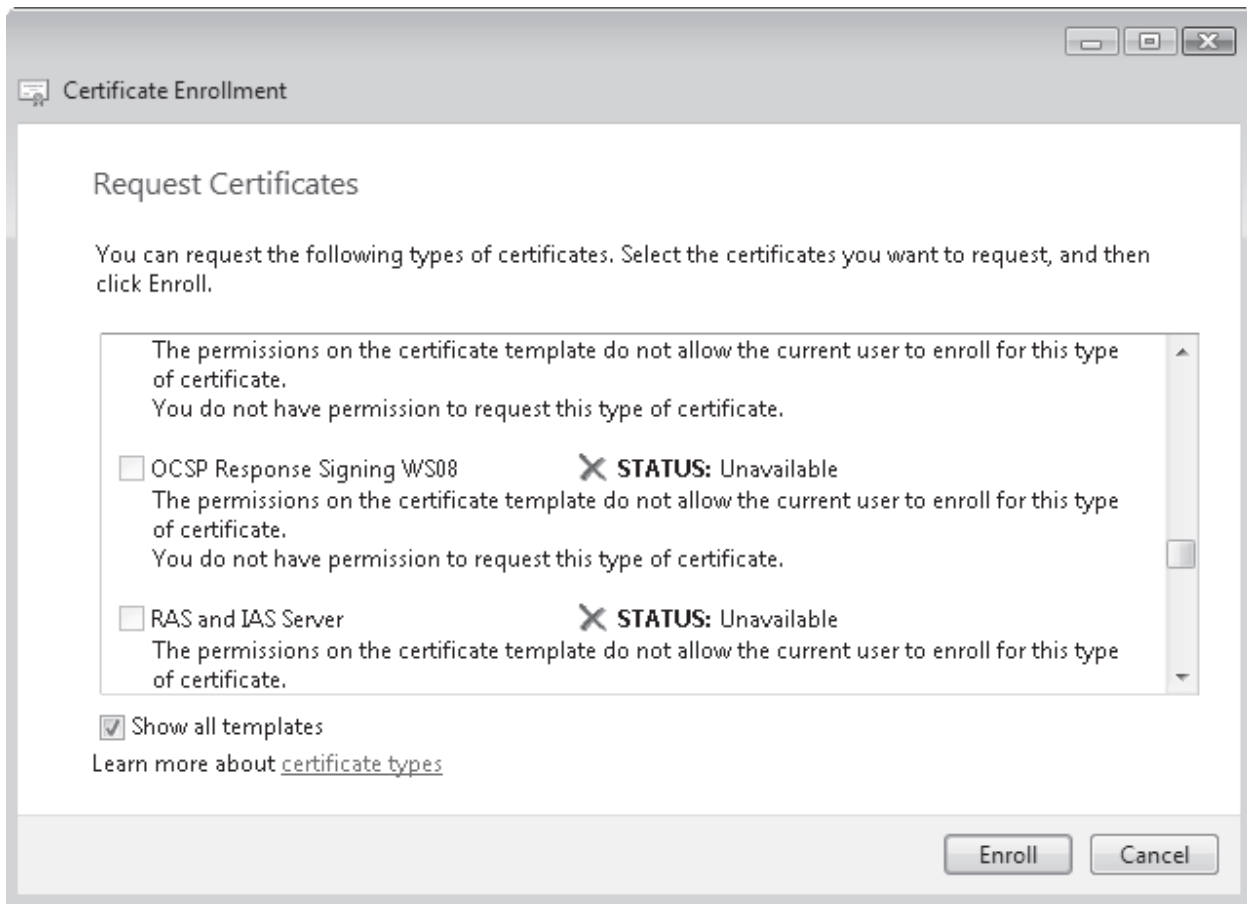 Certificate Enrollment
Request Certificates
You can request the following types of certificates. Select the certificates you want to request, and then
click Enroll.
The permissions on the certificate template do not allow the current user to enroll for this type
of certificate.
You do not have permission to request this type of certificate.
OCSP Response Signing WS08 STATUS: Unavailable
The permissions on the certificate template do not allow the current user to enroll for this type
of certificate.
You do not have permission to request this type of certificate.
RAS and IAS Server STATUS: Unavailable
The permissions on the certificate template do not allow the current user to enroll for this type
of certificate.
Show all templates
Learn more about certificate types
Enroll Cancel